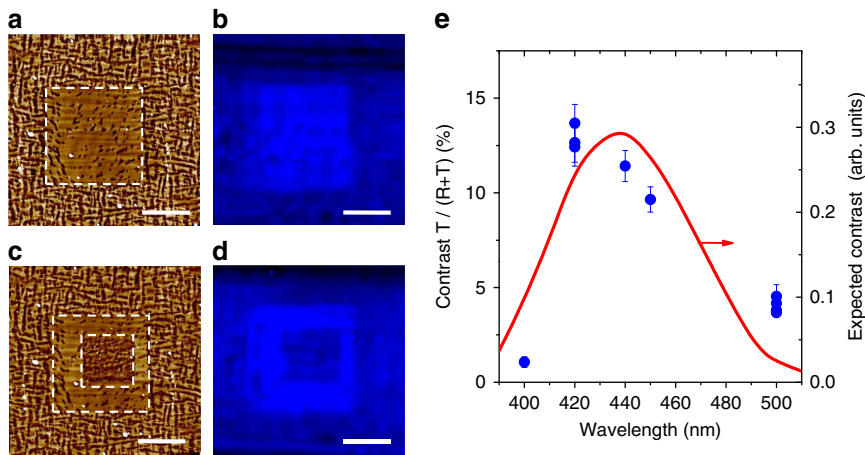 a
b
c
d
e
Contrast T / (R+T) (%)
15
10
5
0
400
420
440
460
480
500
Wavelength (nm)
0.3
0.2
0.1
0.0
Expected contrast (arb. units)